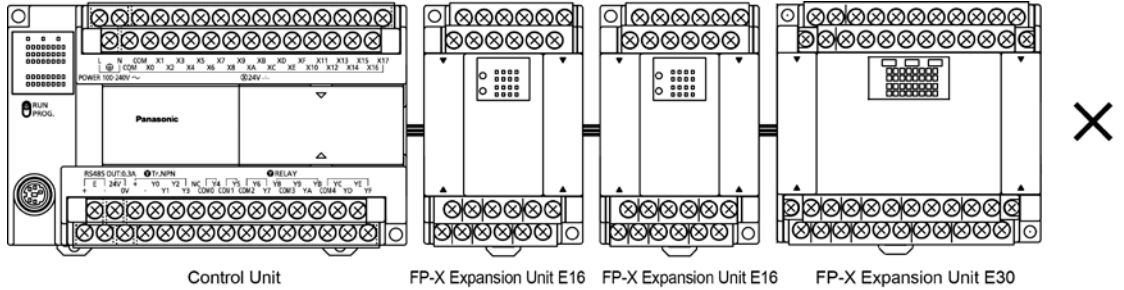 L N COM X1 X3 X5 X7 X9 XB XD XF X11 X13 X15 X17
COM X0 X2 X4 X6 X8 XA XC XE X10 X12 X14 X16
POWER 100-240V ～ 24V
RUN
PROG.
Panasonic
RS485 OUT:0.3A Tr.NPN RELAY
E 24V + Y0 Y2 NC Y4 Y5 Y6 Y8 Y9 YB YC YE
+ - 0V - Y1 Y3 COM0 COM1 COM2 Y7 COM3 YA COM4 YD YF
Control Unit
FP-X Expansion Unit E16
FP-X Expansion Unit E16
FP-X Expansion Unit E30